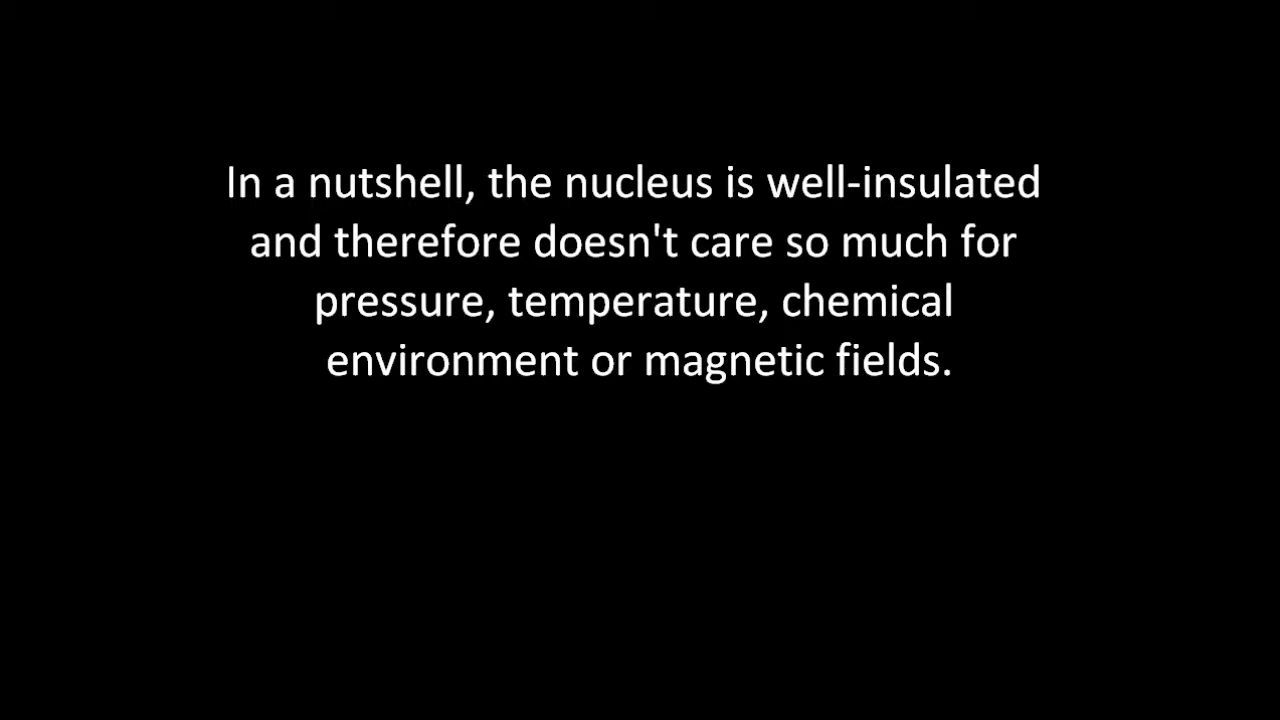 In a nutshell, the nucleus is well-insulated
and therefore doesn't care so much for
pressure, temperature, chemical
environment or magnetic fields.